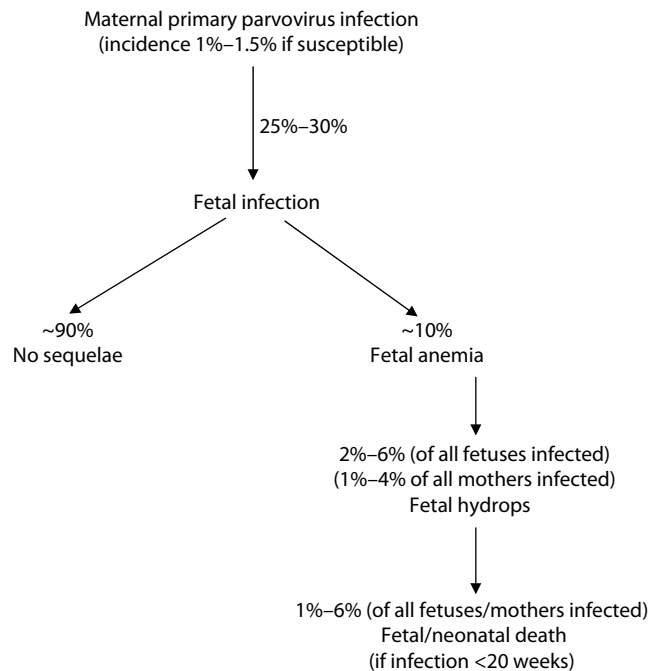 Maternal primary parvovirus infection
(incidence 1%–1.5% if susceptible)
25%–30%
Fetal infection
~90%
No sequelae
~10%
Fetal anemia
2%–6% (of all fetuses infected)
(1%–4% of all mothers infected)
Fetal hydrops
1%–6% (of all fetuses/mothers infected)
Fetal/neonatal death
(if infection <20 weeks)